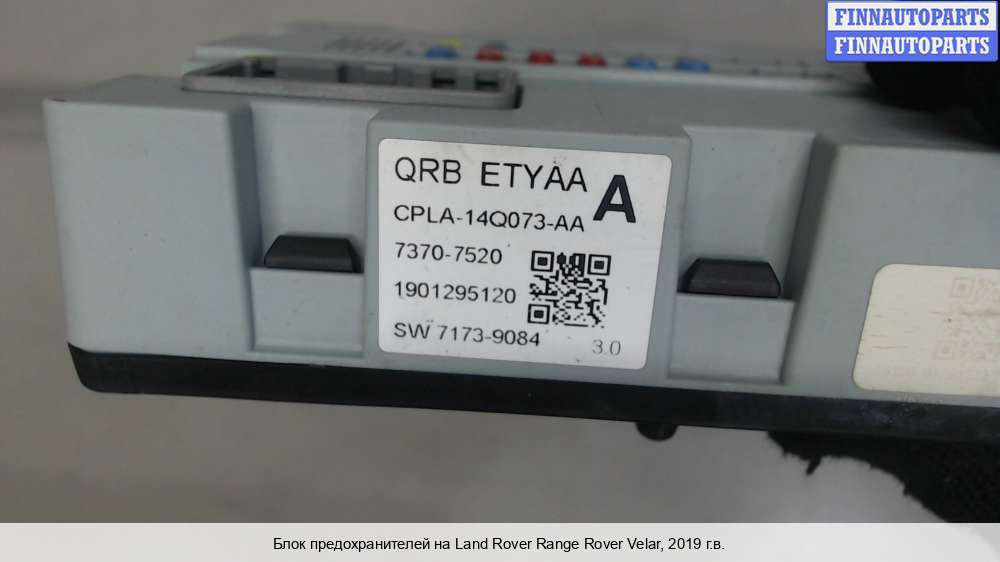 FINNAUTOPARTS
FINNAUTOPARTS
QRB ETYAA A
CPLA-14Q073-AA
7370-7520
1901295120
SW 7173-9084 3.0
Блок предохранителей на Land Rover Range Rover Velar, 2019 г.в.